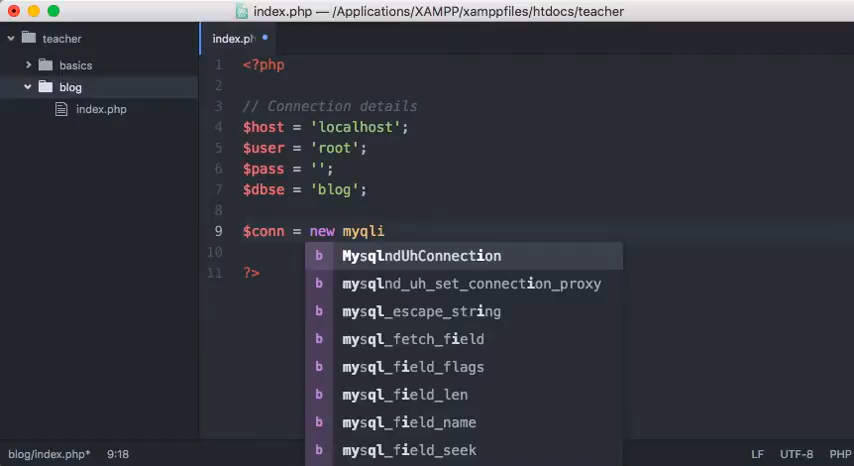 index.php — /Applications/XAMPP/xamppfiles/htdocs/teacher
teacher
basics
blog
index.php
index.ph
1 <?php
2
3 // Connection details
4 $host = 'localhost';
5 $user = 'root';
6 $pass = '';
7 $dbse = 'blog';
8
9 $conn = new myqli
10
11 ?>
b MysqlndUhConnection
b mysqlnd_uh_set_connection_proxy
b mysql_escape_string
b mysql_fetch_field
b mysql_field_flags
b mysql_field_len
b mysql_field_name
b mysql_field_seek
blog/index.php* 9:18 LF UTF-8 PHP